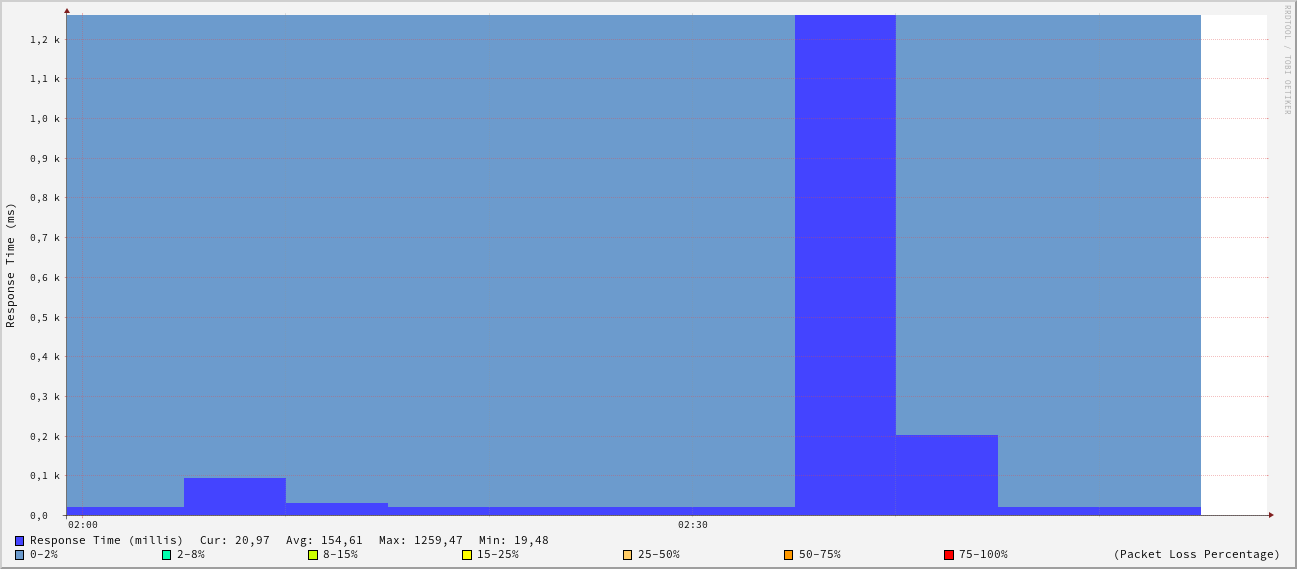 RRDTOOL / TOBI OETIKER
Response Time (ms)
1,2 k
1,1 k
1,0 k
0,9 k
0,8 k
0,7 k
0,6 k
0,5 k
0,4 k
0,3 k
0,2 k
0,1 k
0,0
02:00 02:30
Response Time (millis) Cur: 20,97 Avg: 154,61 Max: 1259,47 Min: 19,48
0-2% 2-8% 8-15% 15-25% 25-50% 50-75% 75-100% (Packet Loss Percentage)